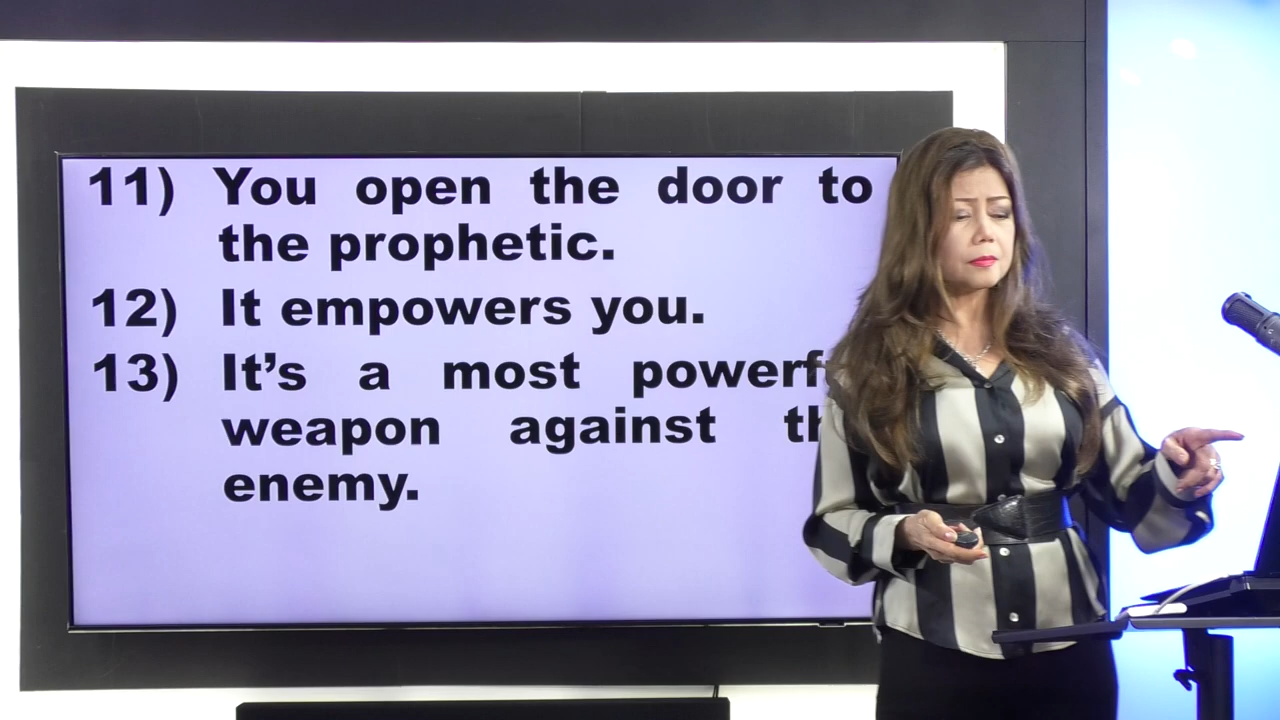 11) You open the door to
the prophetic.
12) It empowers you.
13) It's a most
weapon against
enemy.